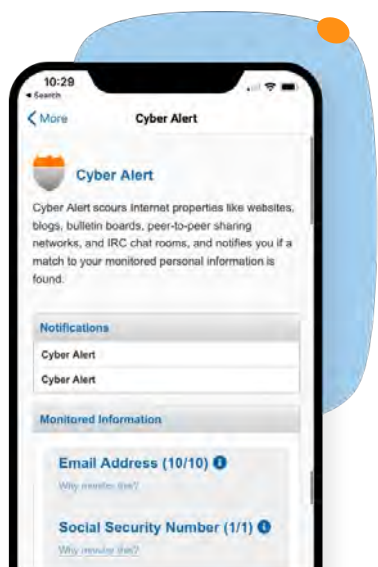 10:29
Search
More
Cyber Alert
Cyber Alert
Cyber Alert scours Internet properties like websites,
blogs, bulletin boards, peer-to-peer sharing
networks, and IRC chat rooms, and notifies you if a
match to your monitored personal information is
found.
Notifications
Cyber Alert
Cyber Alert
Monitored Information
Email Address (10/10)
Why monitor this?
Social Security Number (1/1)
Why monitor this?